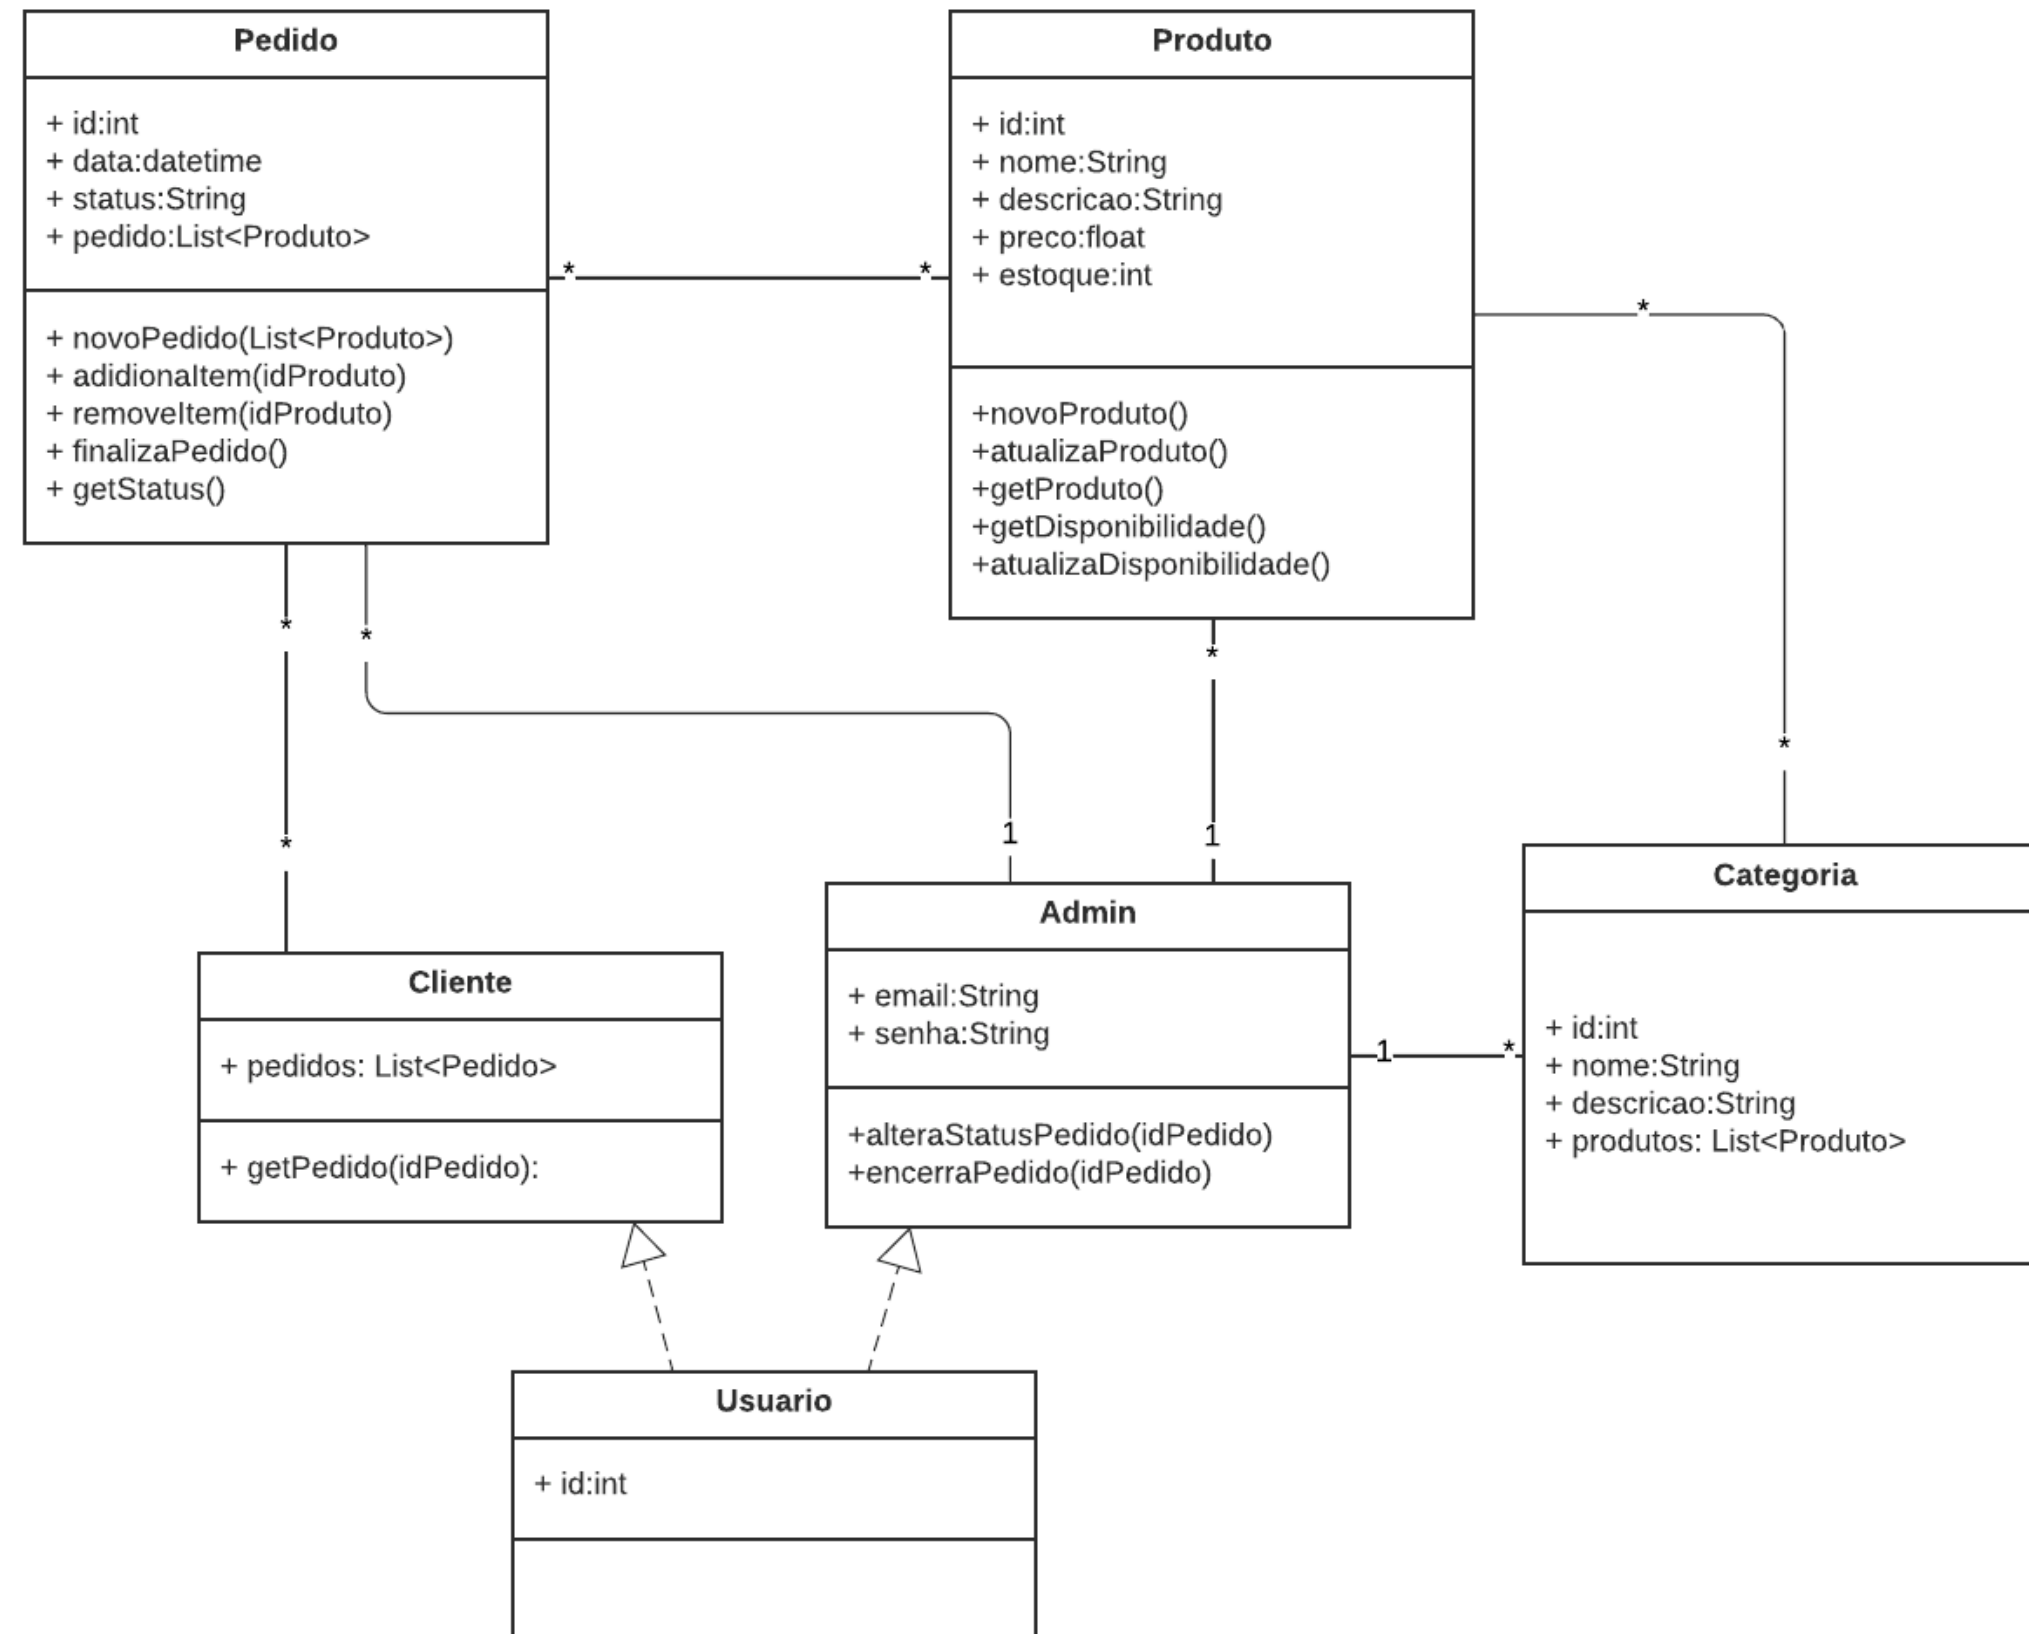 Pedido
+ id:int
+ data:datetime
+ status:String
+ pedido:List<Produto>
+ novoPedido(List<Produto>)
+ adidionaItem(idProduto)
+ removeItem(idProduto)
+ finalizaPedido()
+ getStatus()
Produto
+ id:int
+ nome:String
+ descricao:String
+ preco:float
+ estoque:int
+novoProduto()
+atualizaProduto()
+getProduto()
+getDisponibilidade()
+atualizaDisponibilidade()
*
*
*
*
*
*
*
*
1
*
1
Cliente
+ pedidos: List<Pedido>
+ getPedido(idPedido):
Admin
+ email:String
+ senha:String
+alteraStatusPedido(idPedido)
+encerraPedido(idPedido)
1
*
Categoria
+ id:int
+ nome:String
+ descricao:String
+ produtos: List<Produto>
Usuario
+ id:int